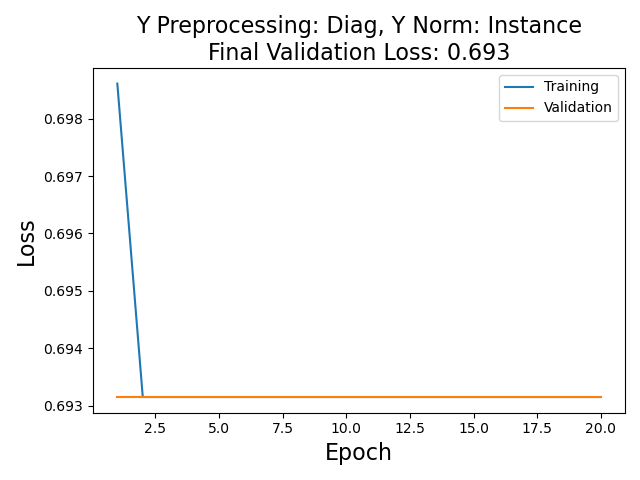 Y Preprocessing: Diag, Y Norm: Instance
Final Validation Loss: 0.693
Training
Validation
0.698
0.697
0.696
0.695
0.694
0.693
Loss
2.5 5.0 7.5 10.0 12.5 15.0 17.5 20.0
Epoch